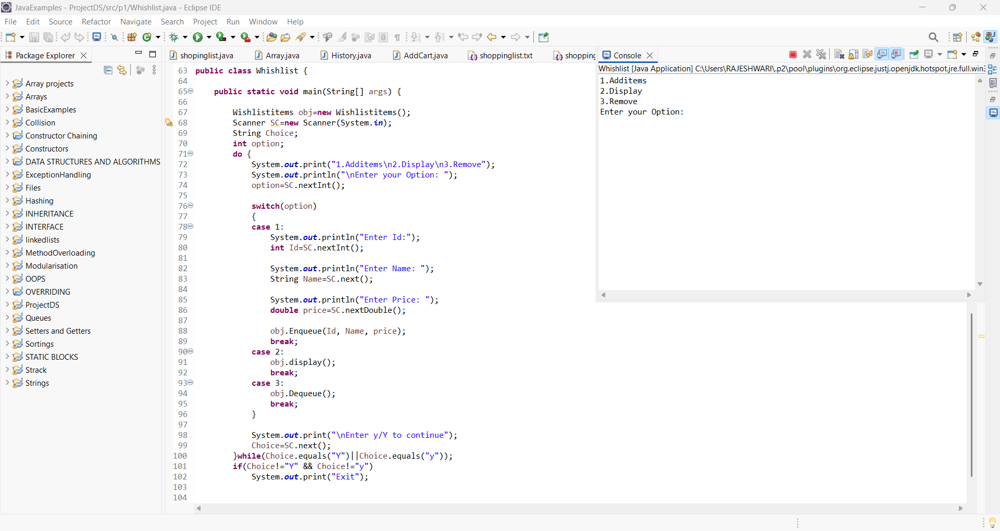 JavaExamples - ProjectDS/src/p1/Whishlist.java - Eclipse IDE
File Edit Source Refactor Navigate Search Project Run Window Help
Package Explorer
Array projects
Arrays
BasicExamples
Collision
Constructor Chaining
Constructors
DATA STRUCTURES AND ALGORITHMS
ExceptionHandling
Files
Hashing
INHERITANCE
INTERFACE
linkedlists
MethodOverloading
Modularisation
OOPS
OVERRIDING
ProjectDS
Queues
Setters and Getters
Sortings
STATIC BLOCKS
Strack
Strings
shopinglist.java Array.java History.java AddCart.java shoppinglist.txt shopping
63 public class Whishlist {
64
65 public static void main(String[] args) {
66
67 Wishlistitems obj=new Wishlistitems();
68 Scanner SC=new Scanner(System.in);
69 String Choice;
70 int option;
71 do {
72 System.out.print("1.Additems\n2.Display\n3.Remove");
73 System.out.println("\nEnter your Option: ");
74 option=SC.nextInt();
75
76 switch(option)
77 {
78 case 1:
79 System.out.println("Enter Id:");
80 int Id=SC.nextInt();
81
82 System.out.println("Enter Name: ");
83 String Name=SC.next();
84
85 System.out.println("Enter Price: ");
86 double price=SC.nextDouble();
87
88 obj.Enqueue(Id, Name, price);
89 break;
90 case 2:
91 obj.display();
92 break;
93 case 3:
94 obj.Dequeue();
95 break;
96 }
97
98 System.out.print("\nEnter y/Y to continue");
99 Choice=SC.next();
100 }while(Choice.equals("Y")||Choice.equals("y"));
101 if(Choice!="Y" && Choice!="y")
102 System.out.print("Exit");
103
104
Console
Whishlist [Java Application] C:\Users\RAJESHWARI\.p2\pool\plugins\org.eclipse.justj.openjdk.hotspot.jre.full.win3
1.Additems
2.Display
3.Remove
Enter your Option: